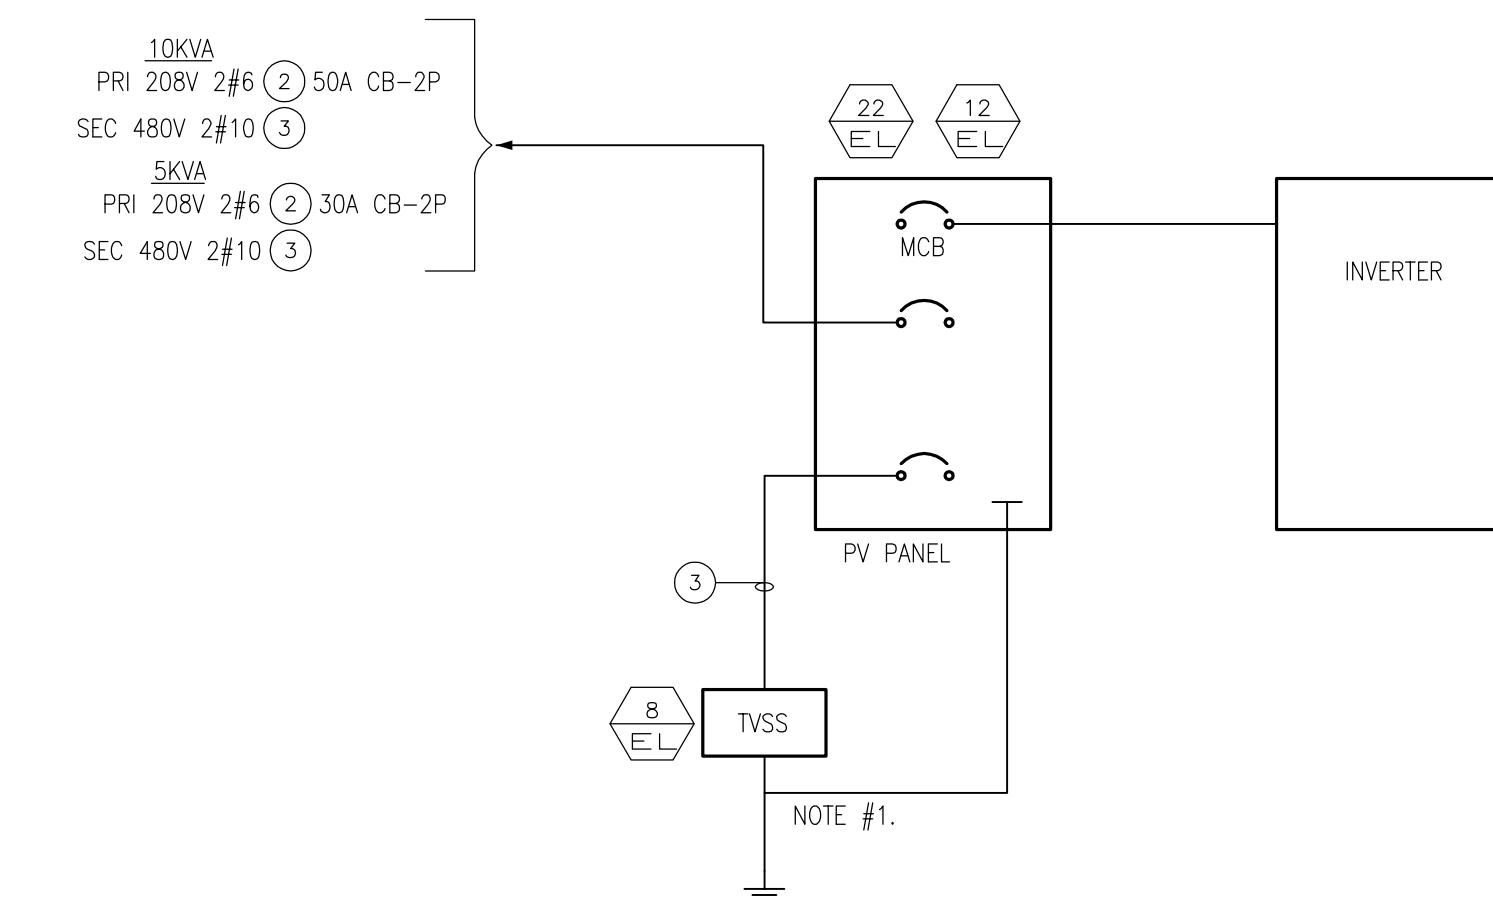 10KVA
PRI 208V 2#6 2 50A CB-2P
SEC 480V 2#10 3
5KVA
PRI 208V 2#6 2 30A CB-2P
SEC 480V 2#10 3
22
EL
12
EL
MCB
INVERTER
PV PANEL
3
8
EL
TVSS
NOTE #1.